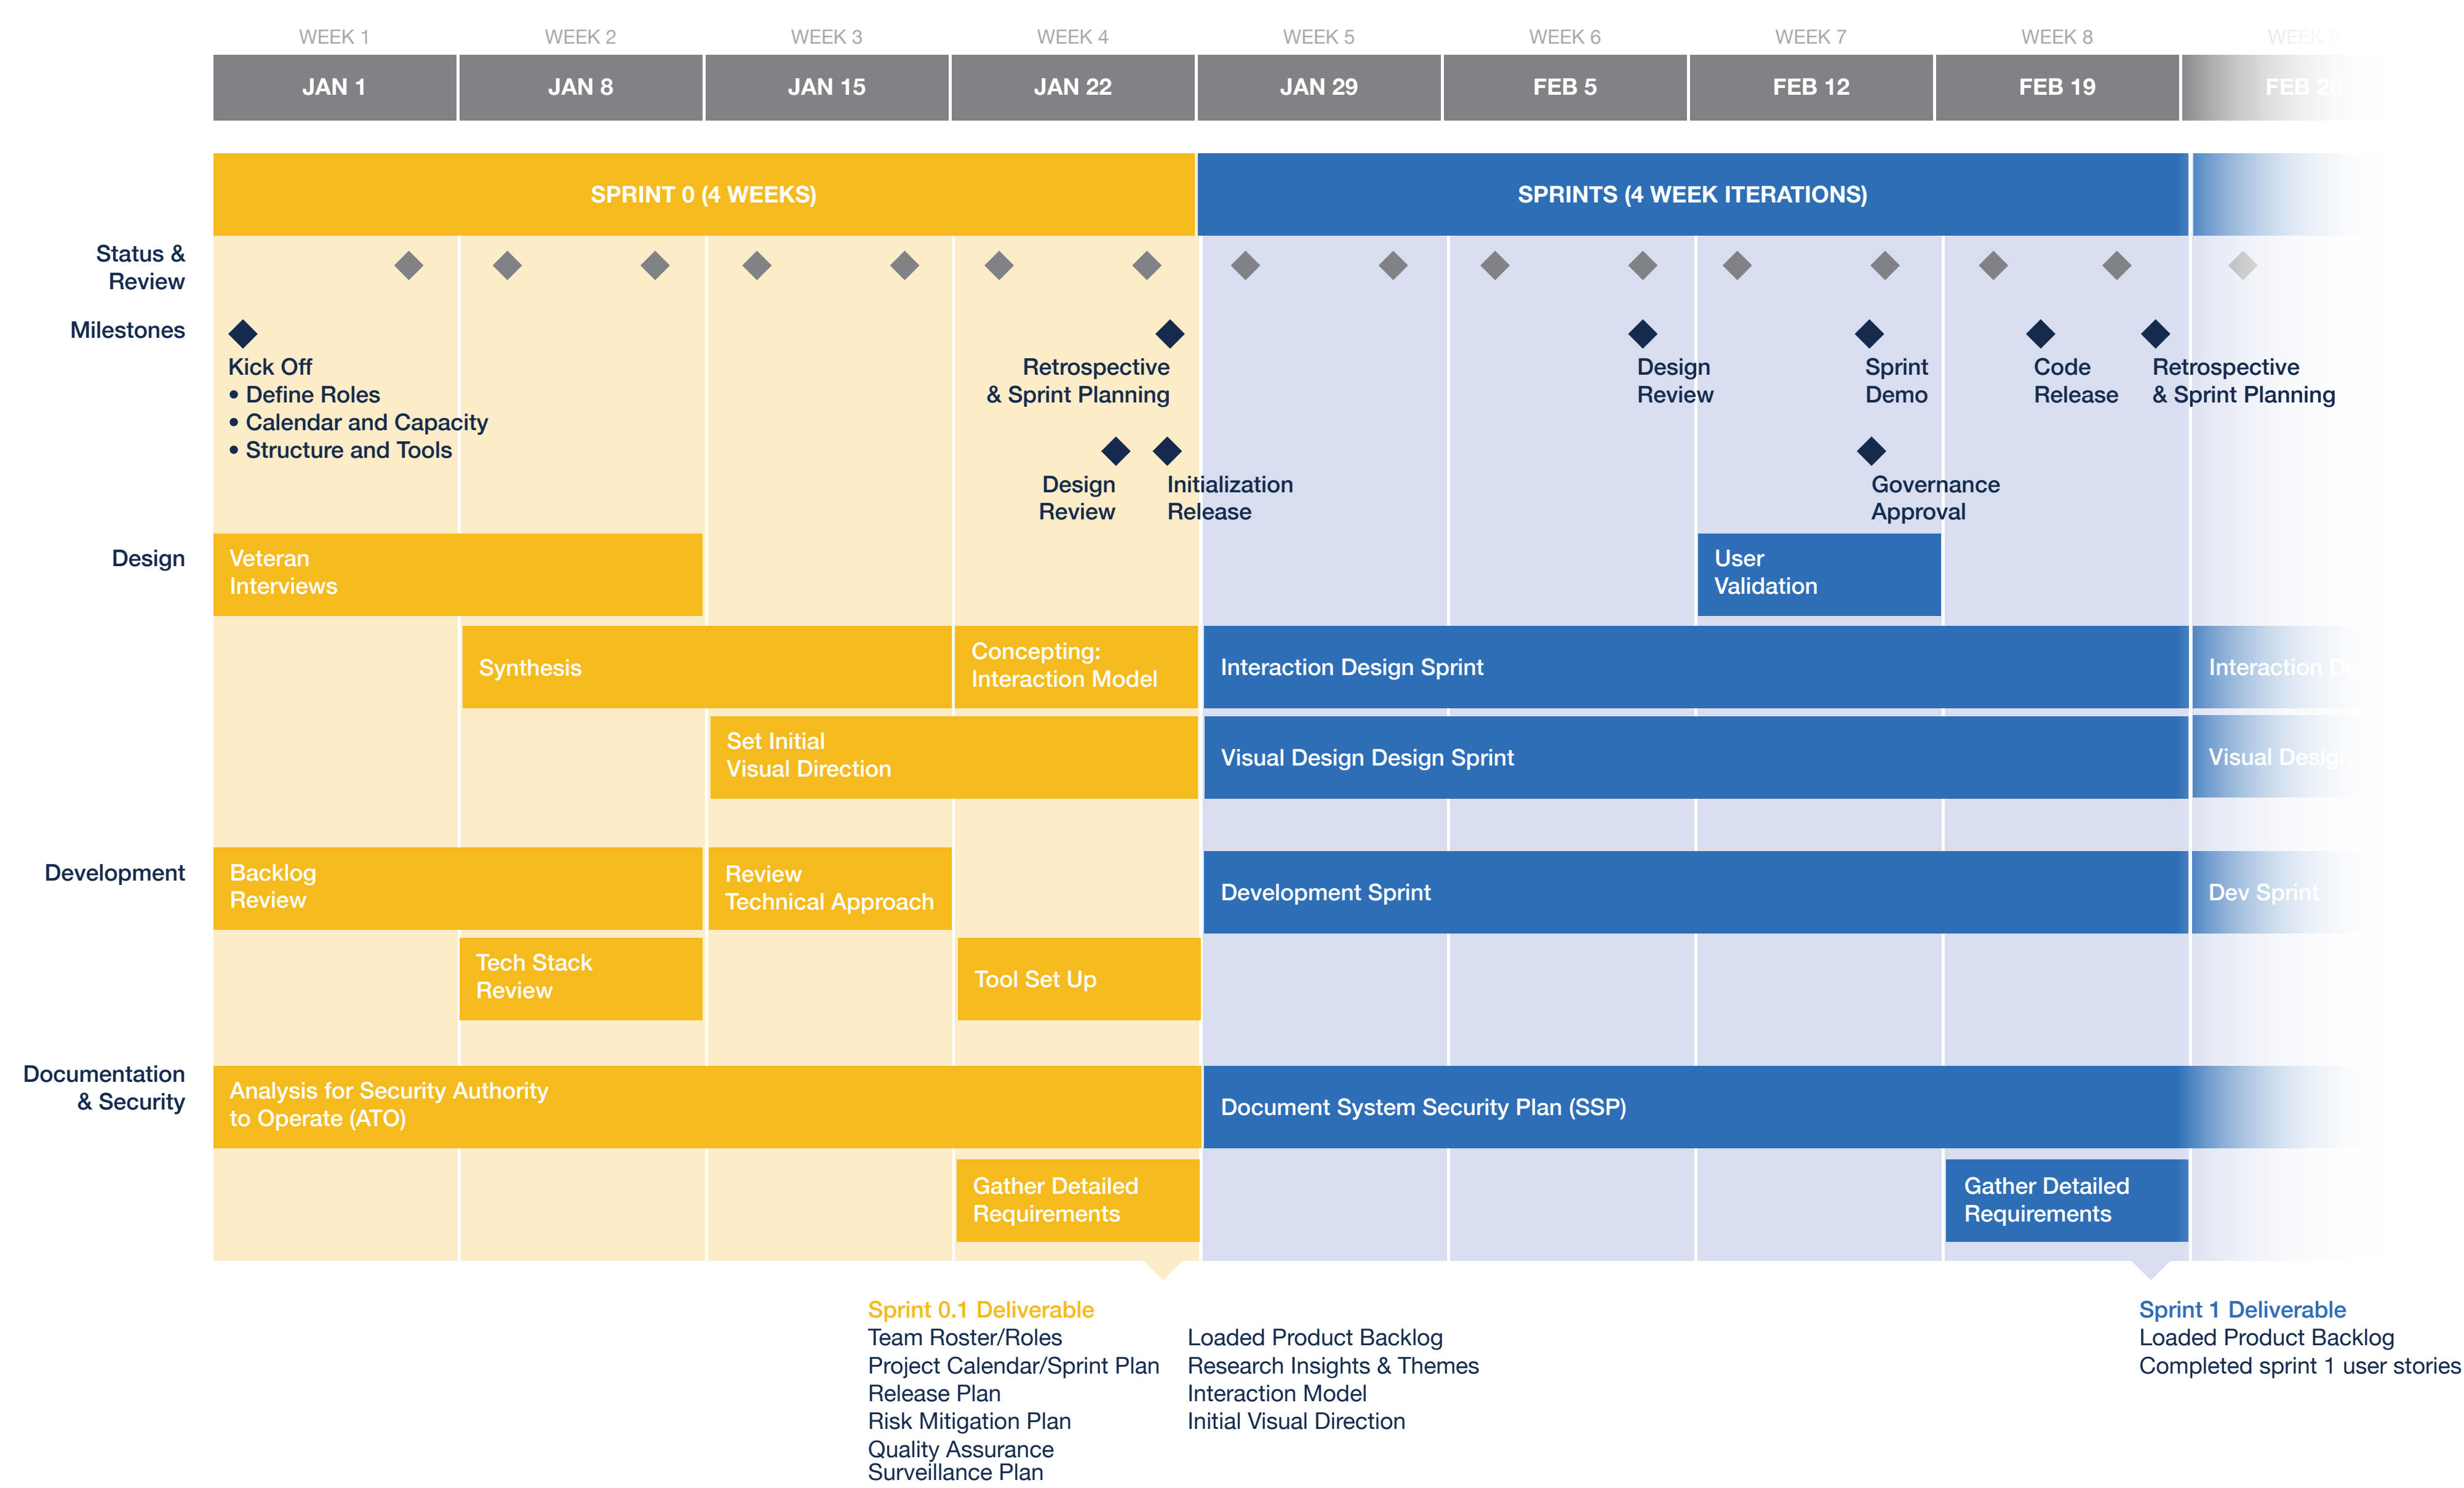 WEEK 1 WEEK 2 WEEK 3 WEEK 4 WEEK 5 WEEK 6 WEEK 7 WEEK 8 WEEK 9
JAN 1 JAN 8 JAN 15 JAN 22 JAN 29 FEB 5 FEB 12 FEB 19 FEB 26
SPRINT 0 (4 WEEKS)
SPRINTS (4 WEEK ITERATIONS)
Status &
Review
Milestones
Kick Off
• Define Roles
• Calendar and Capacity
• Structure and Tools
Retrospective
& Sprint Planning
Design
Review
Initialization
Release
Design
Review
Sprint
Demo
Governance
Approval
Code
Release
Retrospective
& Sprint Planning
Design
Veteran
Interviews
User
Validation
Synthesis
Concepting:
Interaction Model
Interaction Design Sprint
Interaction
Set Initial
Visual Direction
Visual Design Design Sprint
Visual Design
Development
Backlog
Review
Review
Technical Approach
Development Sprint
Dev Sprint
Tech Stack
Review
Tool Set Up
Documentation
& Security
Analysis for Security Authority
to Operate (ATO)
Document System Security Plan (SSP)
Gather Detailed
Requirements
Gather Detailed
Requirements
Sprint 0.1 Deliverable
Team Roster/Roles
Project Calendar/Sprint Plan
Release Plan
Risk Mitigation Plan
Quality Assurance
Surveillance Plan
Loaded Product Backlog
Research Insights & Themes
Interaction Model
Initial Visual Direction
Sprint 1 Deliverable
Loaded Product Backlog
Completed sprint 1 user stories